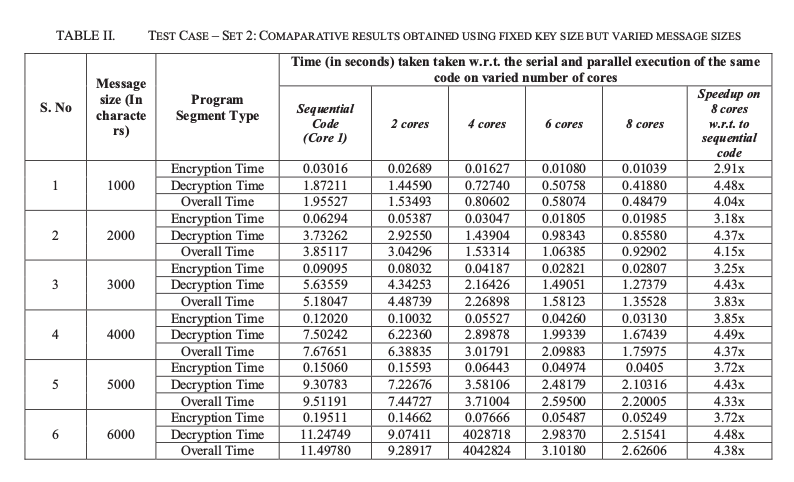 TABLE II. TEST CASE – SET 2: COMAPARATIVE RESULTS OBTAINED USING FIXED KEY SIZE BUT VARIED MESSAGE SIZES
S. No
Message
size (In
characte
rs)
Program
Segment Type
Time (in seconds) taken taken w.r.t. the serial and parallel execution of the same
code on varied number of cores
Sequential
Code
(Core 1)
2 cores
4 cores
6 cores
8 cores
Speedup on
8 cores
w.r.t. to
sequential
code
1 1000
Encryption Time 0.03016 0.02689 0.01627 0.01080 0.01039 2.91x
Decryption Time 1.87211 1.44590 0.72740 0.50758 0.41880 4.48x
Overall Time 1.95527 1.53493 0.80602 0.58074 0.48479 4.04x
2 2000
Encryption Time 0.06294 0.05387 0.03047 0.01805 0.01985 3.18x
Decryption Time 3.73262 2.92550 1.43904 0.98343 0.85580 4.37x
Overall Time 3.85117 3.04296 1.53314 1.06385 0.92902 4.15x
3 3000
Encryption Time 0.09095 0.08032 0.04187 0.02821 0.02807 3.25x
Decryption Time 5.63559 4.34253 2.16426 1.49051 1.27379 4.43x
Overall Time 5.18047 4.48739 2.26898 1.58123 1.35528 3.83x
4 4000
Encryption Time 0.12020 0.10032 0.05527 0.04260 0.03130 3.85x
Decryption Time 7.50242 6.22360 2.89878 1.99339 1.67439 4.49x
Overall Time 7.67651 6.38835 3.01791 2.09883 1.75975 4.37x
5 5000
Encryption Time 0.15060 0.15593 0.06443 0.04974 0.0405 3.72x
Decryption Time 9.30783 7.22676 3.58106 2.48179 2.10316 4.43x
Overall Time 9.51191 7.44727 3.71004 2.59500 2.20005 4.33x
6 6000
Encryption Time 0.19511 0.14662 0.07666 0.05487 0.05249 3.72x
Decryption Time 11.24749 9.07411 4028718 2.98370 2.51541 4.48x
Overall Time 11.49780 9.28917 4042824 3.10180 2.62606 4.38x